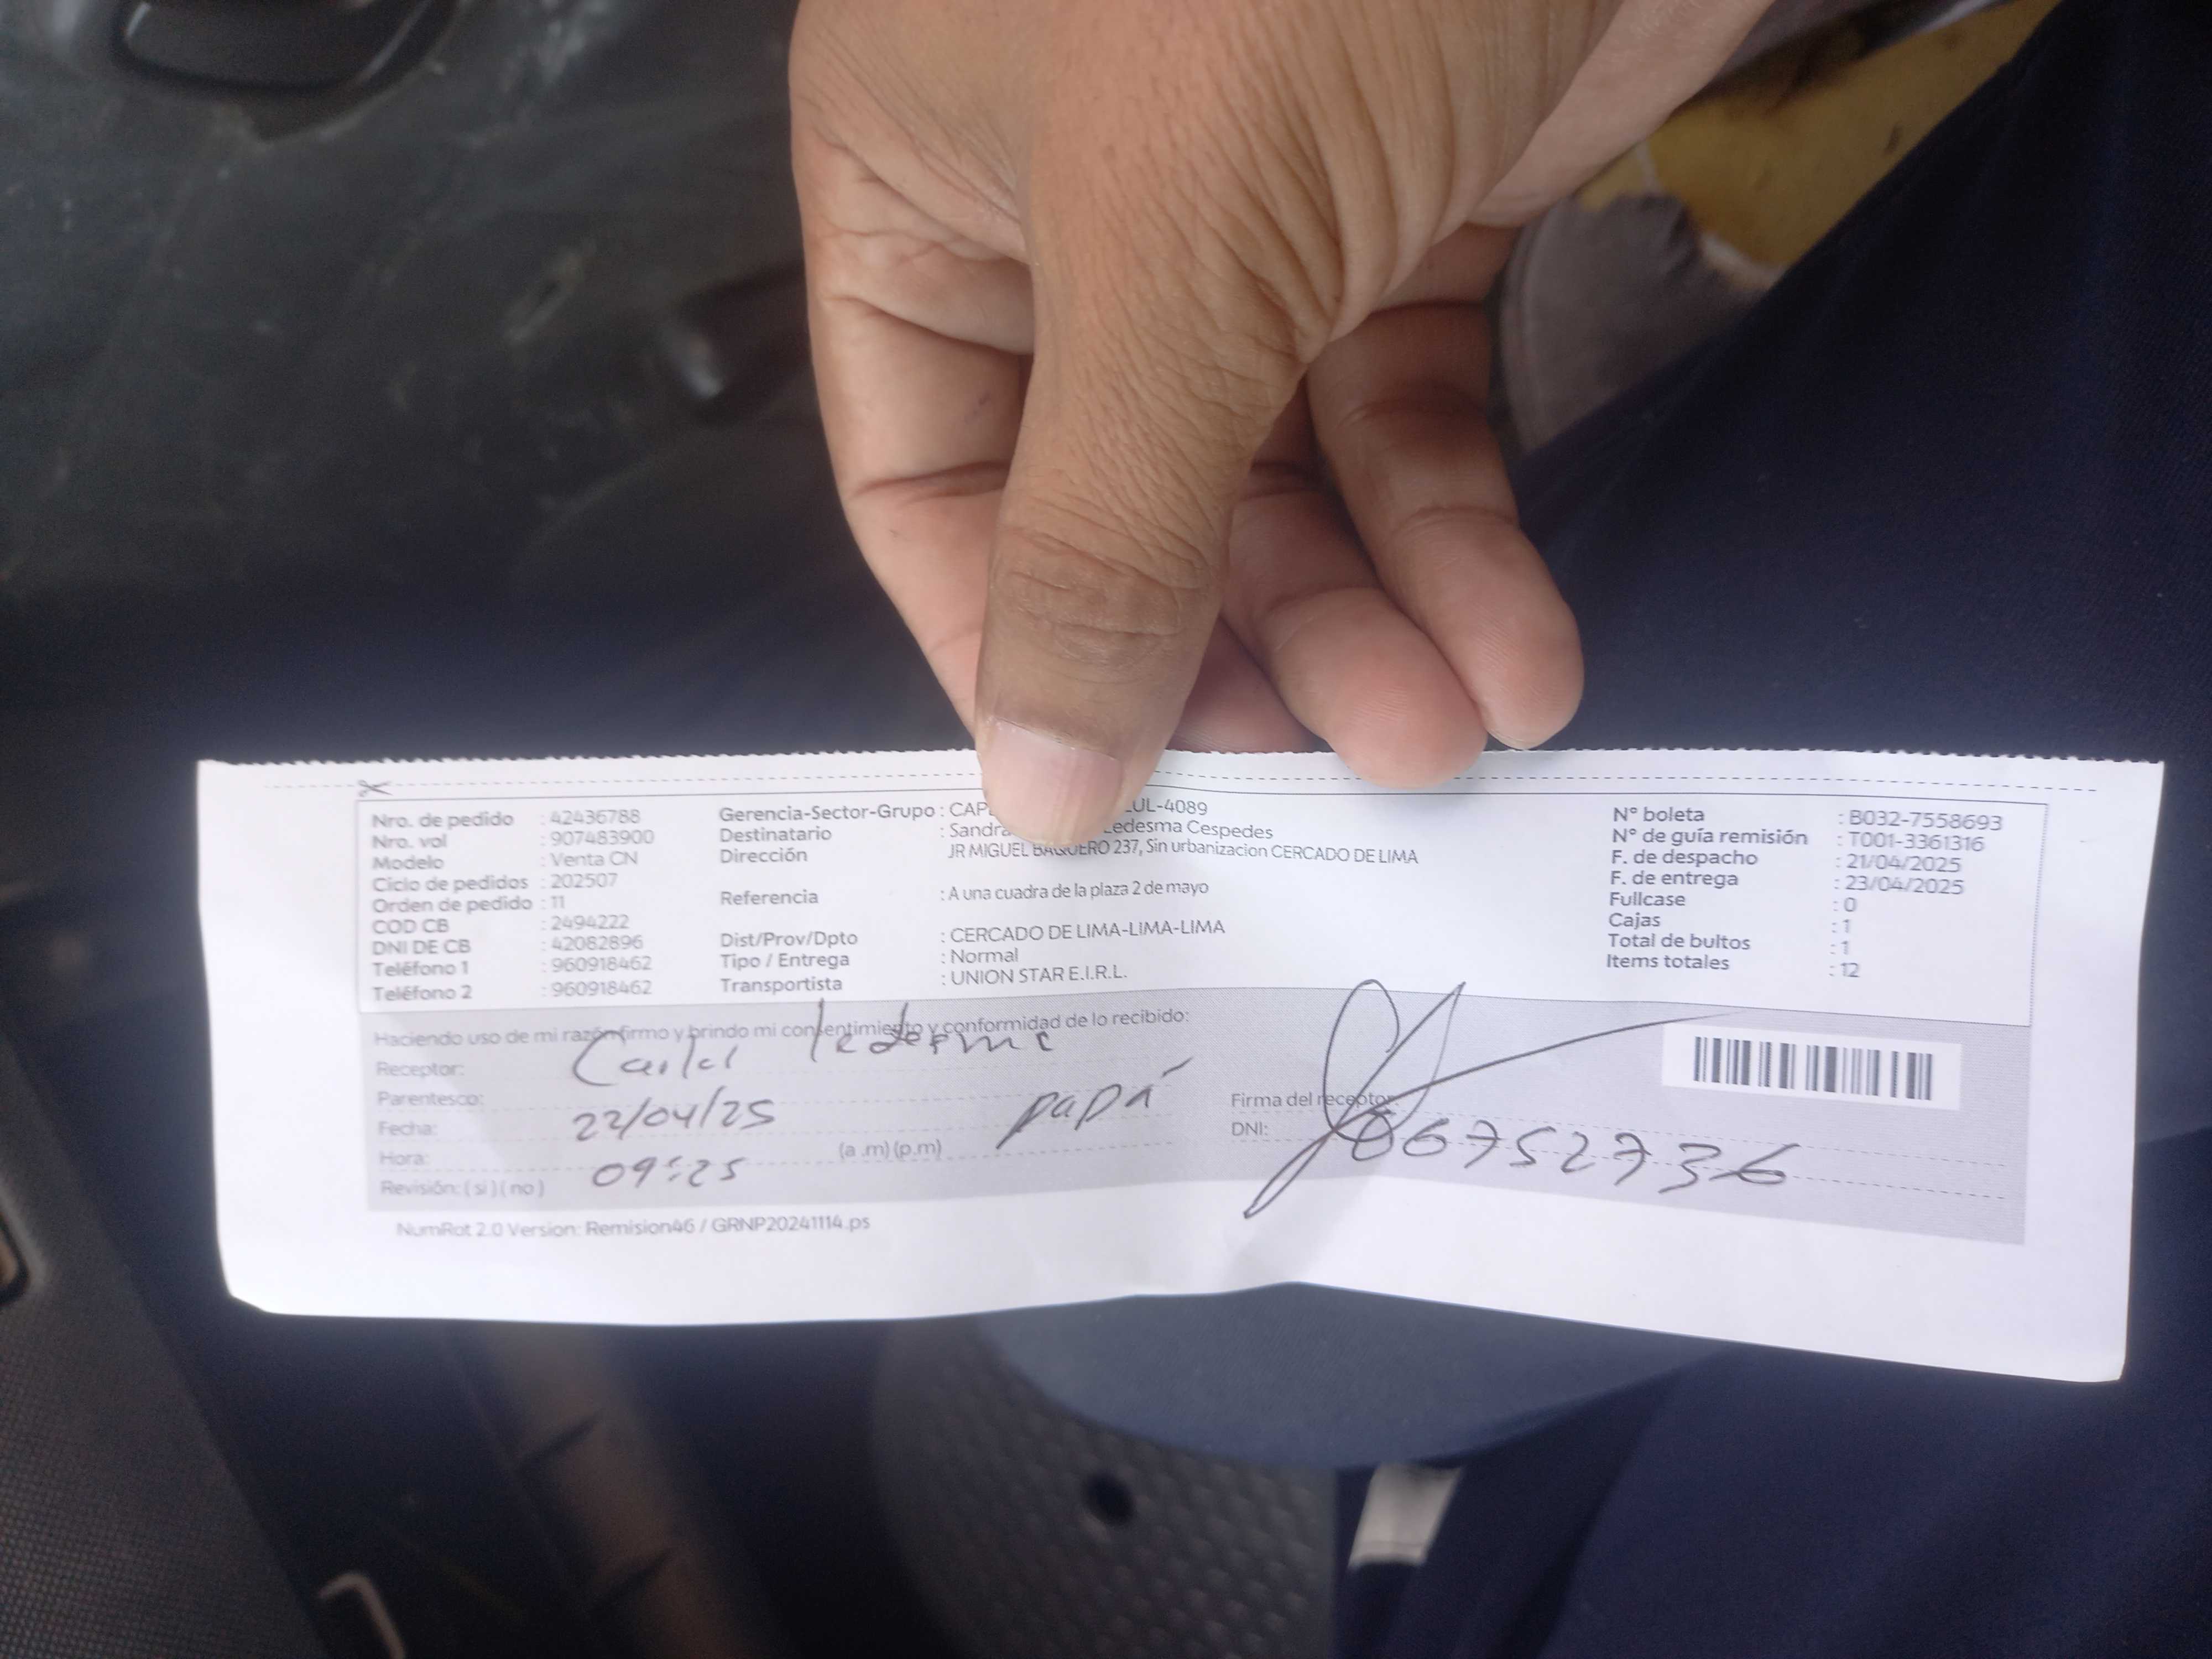 Nro. de pedido : 42436788
Nro. vol : 907483900
Modelo : Venta CN
Ciclo de pedidos : 202507
Orden de pedido : 11
COD CB : 2494222
DNI DE CB : 42082896
Teléfono 1 : 960918462
Teléfono 2 : 960918462
Gerencia-Sector-Grupo : UL-4089
Destinatario : Sandra Ledesma Cespedes
Dirección JR MIGUEL BAQUERO 237, Sin urbanizacion CERCADO DE LIMA
Referencia : A una cuadra de la plaza 2 de mayo
Dist/Prov/Dpto : CERCADO DE LIMA-LIMA-LIMA
Tipo / Entrega : Normal
Transportista : UNION STAR E.I.R.L.
N° boleta : B032-7558693
N° de guía remisión : T001-3361316
F. de despacho : 21/04/2025
F. de entrega : 23/04/2025
Fullcase : 0
Cajas : 1
Total de bultos : 1
Items totales : 12
Haciendo uso de mi razón firmo y brindo mi consentimiento y conformidad de lo recibido:
Receptor: Carlos Ledesma
Parentesco: papá
Fecha: 22/04/25
Hora: 09:25 (a .m) (p.m)
Revisión: ( si ) ( no )
Firma del receptor:
DNI: 06752736
NumRot 2.0 Version: Remision46 / GRNP20241114.ps